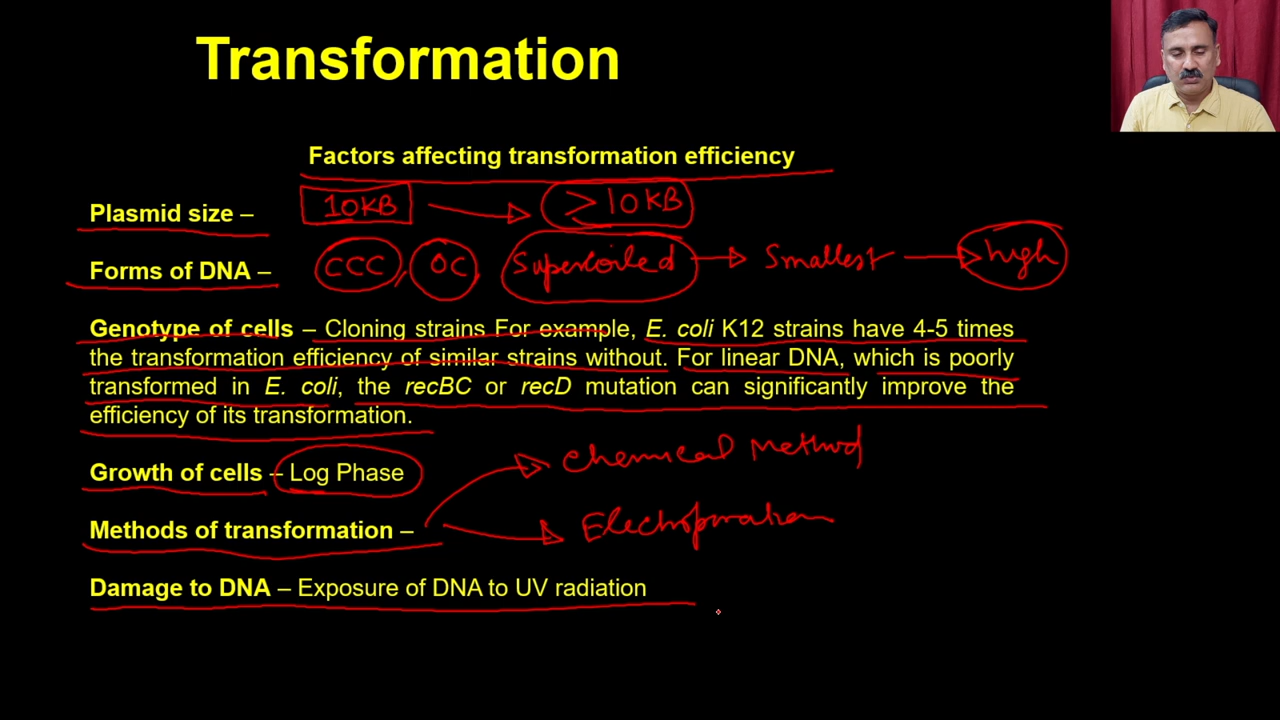 Transformation
Factors affecting transformation efficiency
Plasmid size – 10KB ≥10KB
Forms of DNA – CCC, OC Supercoiled Smallest high
Genotype of cells – Cloning strains For example, E. coli K12 strains have 4-5 times
the transformation efficiency of similar strains without. For linear DNA, which is poorly
transformed in E. coli, the recBC or recD mutation can significantly improve the
efficiency of its transformation.
Chemical Method
Growth of cells – Log Phase
Methods of transformation – Electroporation
Damage to DNA – Exposure of DNA to UV radiation